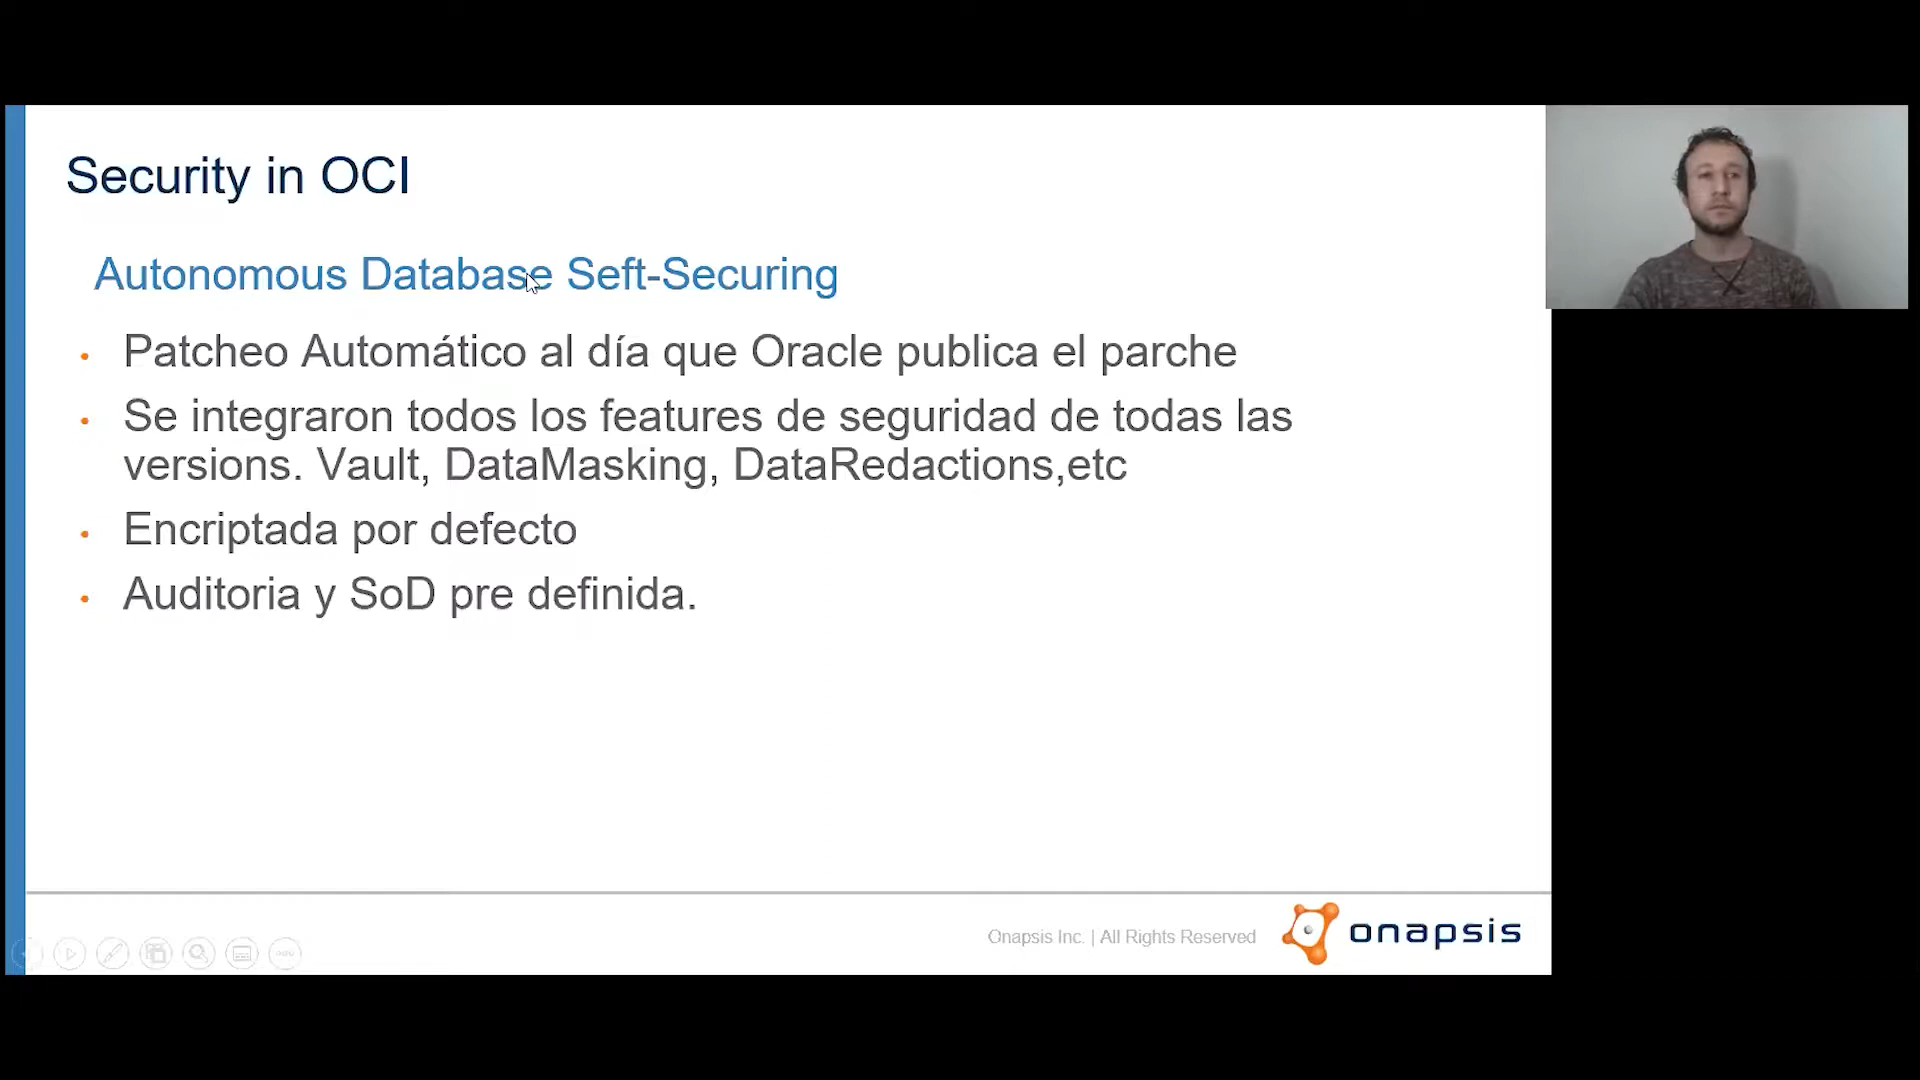 Security in OCI
Autonomous Database Seft-Securing
• Patcheo Automático al día que Oracle publica el parche
• Se integraron todos los features de seguridad de todas las
versions. Vault, DataMasking, DataRedactions,etc
• Encriptada por defecto
• Auditoria y SoD pre definida.
Onapsis Inc. | All Rights Reserved
onapsis